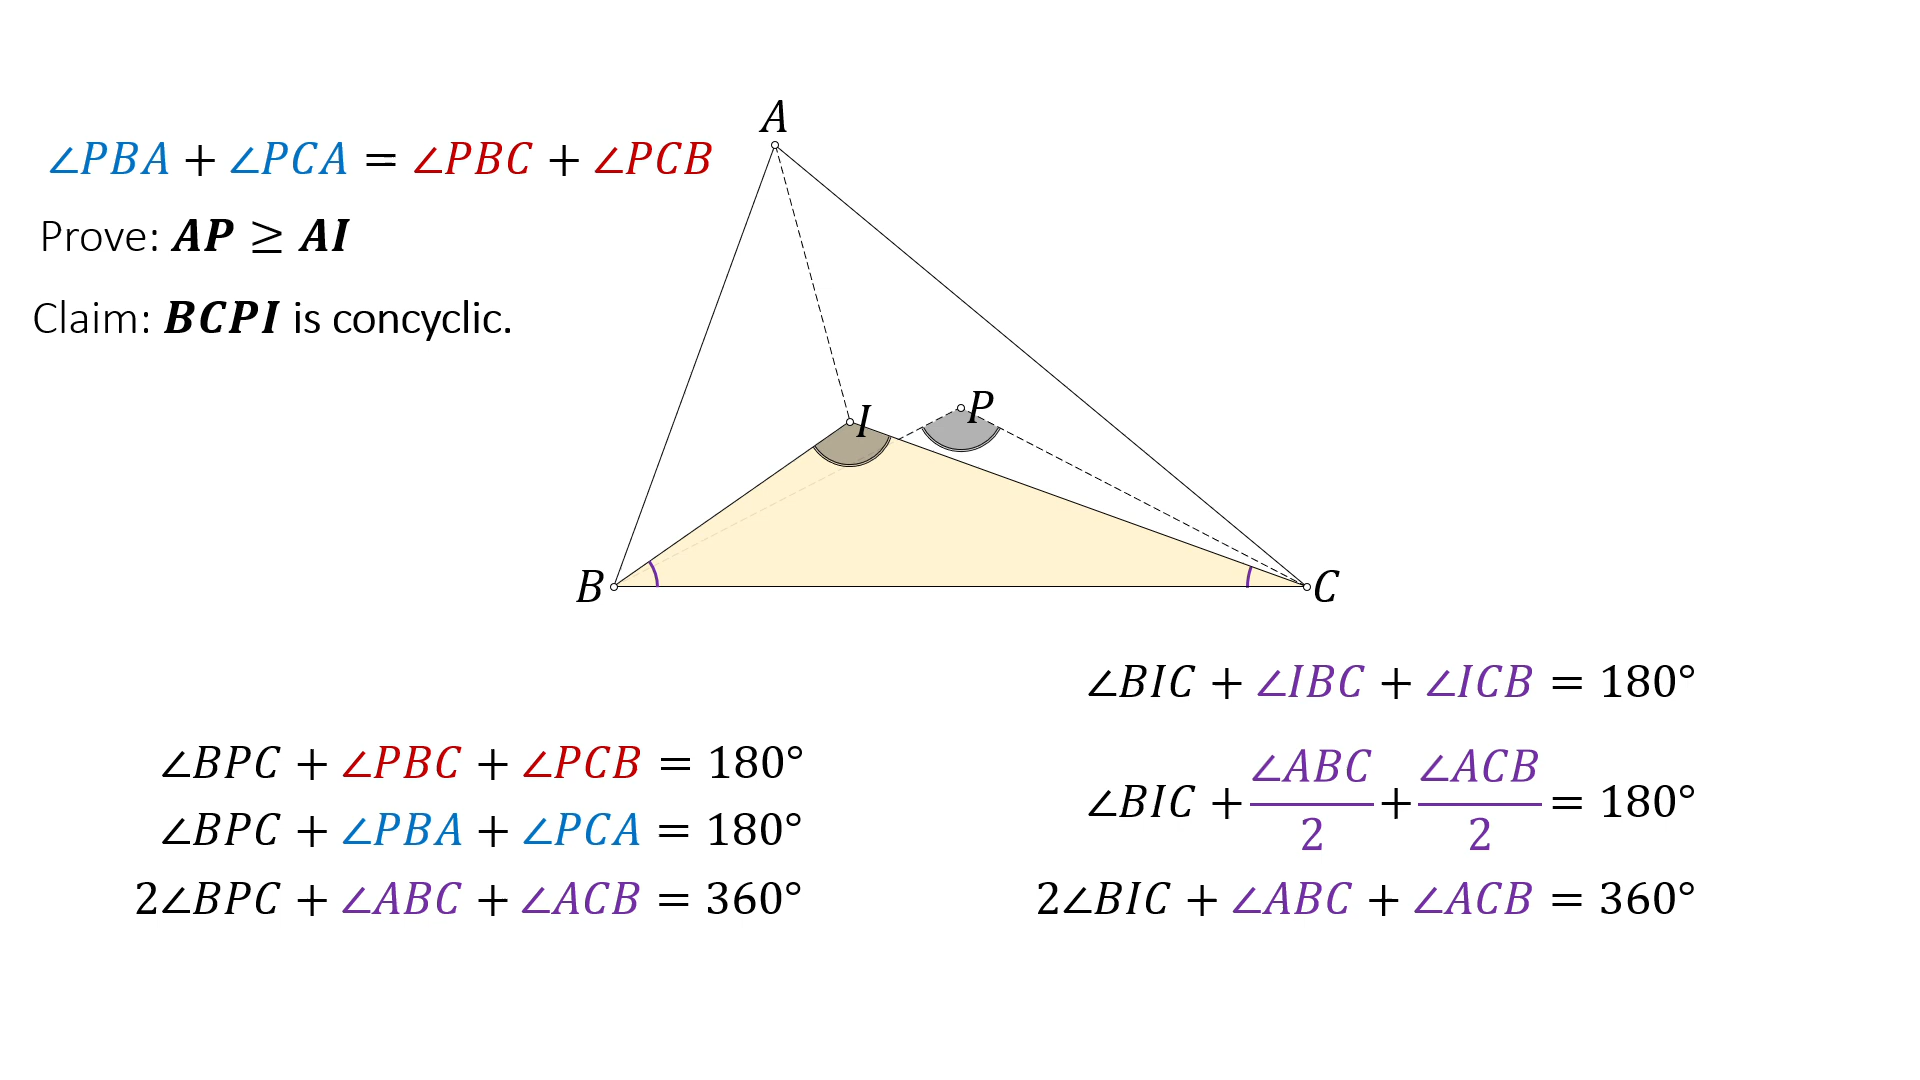 ∠PBA + ∠PCA = ∠PBC + ∠PCB
Prove: AP ≥ AI
Claim: BCPI is concyclic.
A
I
P
B
C
∠BPC + ∠PBC + ∠PCB = 180°
∠BPC + ∠PBA + ∠PCA = 180°
2∠BPC + ∠ABC + ∠ACB = 360°
∠BIC + ∠IBC + ∠ICB = 180°
∠BIC + ∠ABC/2 + ∠ACB/2 = 180°
2∠BIC + ∠ABC + ∠ACB = 360°